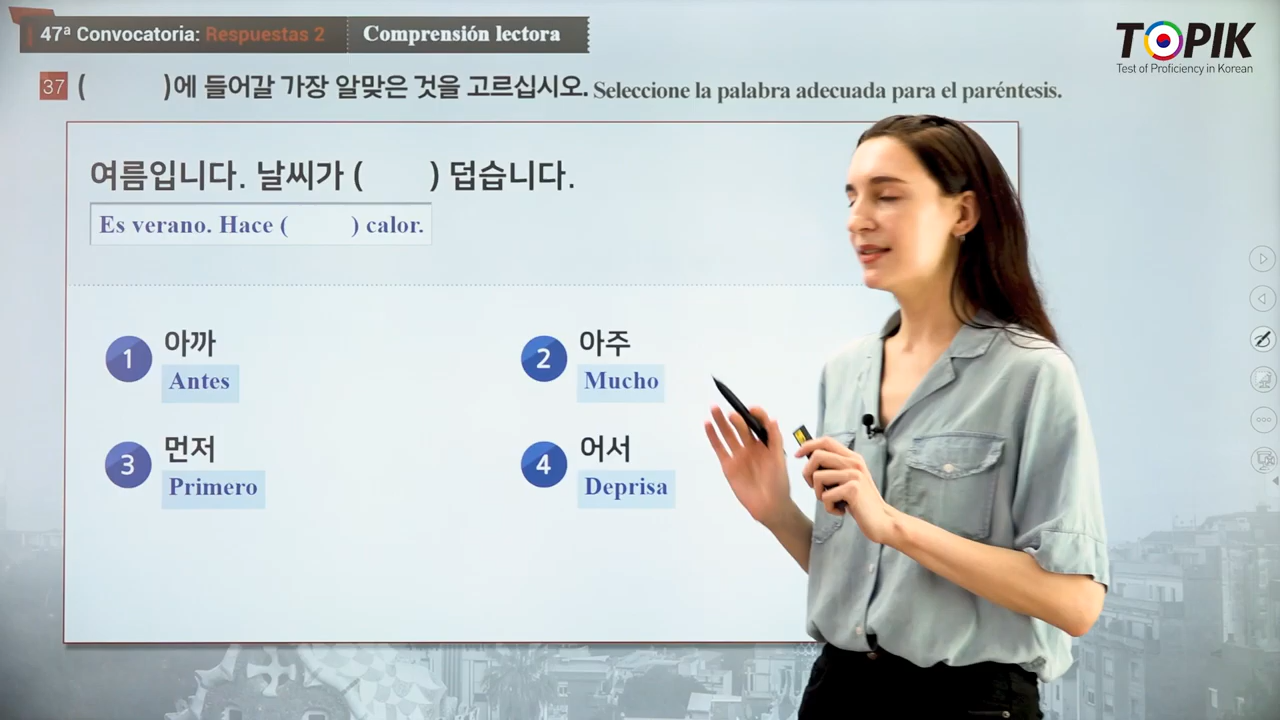 47ª Convocatoria: Respuestas 2 Comprensión lectora
TOPIK
Test of Proficiency in Korean
37 ( )에 들어갈 가장 알맞은 것을 고르십시오. Seleccione la palabra adecuada para el paréntesis.
여름입니다. 날씨가 ( ) 덥습니다.
Es verano. Hace ( ) calor.
1 아까
Antes
2 아주
Mucho
3 먼저
Primero
4 어서
Deprisa